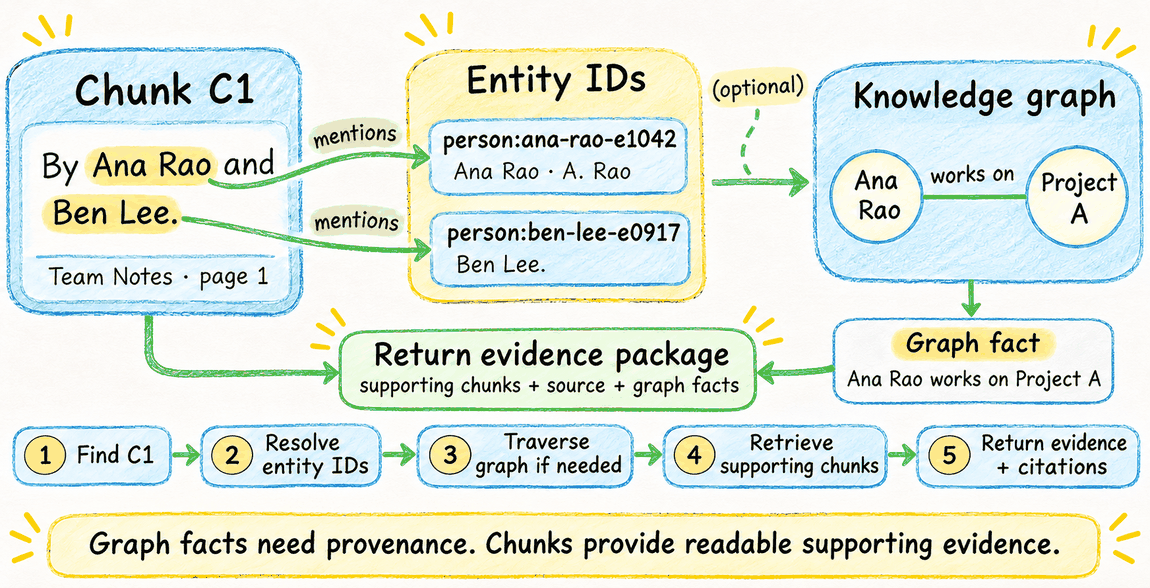 Chunk C1
By Ana Rao and
Ben Lee.
Team Notes · page 1
mentions
mentions
Entity IDs
person:ana-rao-e1042
Ana Rao · A. Rao
person:ben-lee-e0917
Ben Lee.
(optional)
Knowledge graph
Ana
Rao
works on
Project
A
Graph fact
Ana Rao works on Project A
Return evidence package
supporting chunks + source + graph facts
1 Find C1
2 Resolve
entity IDs
3 Traverse
graph if needed
4 Retrieve
supporting chunks
5 Return evidence
+ citations
Graph facts need provenance. Chunks provide readable supporting evidence.